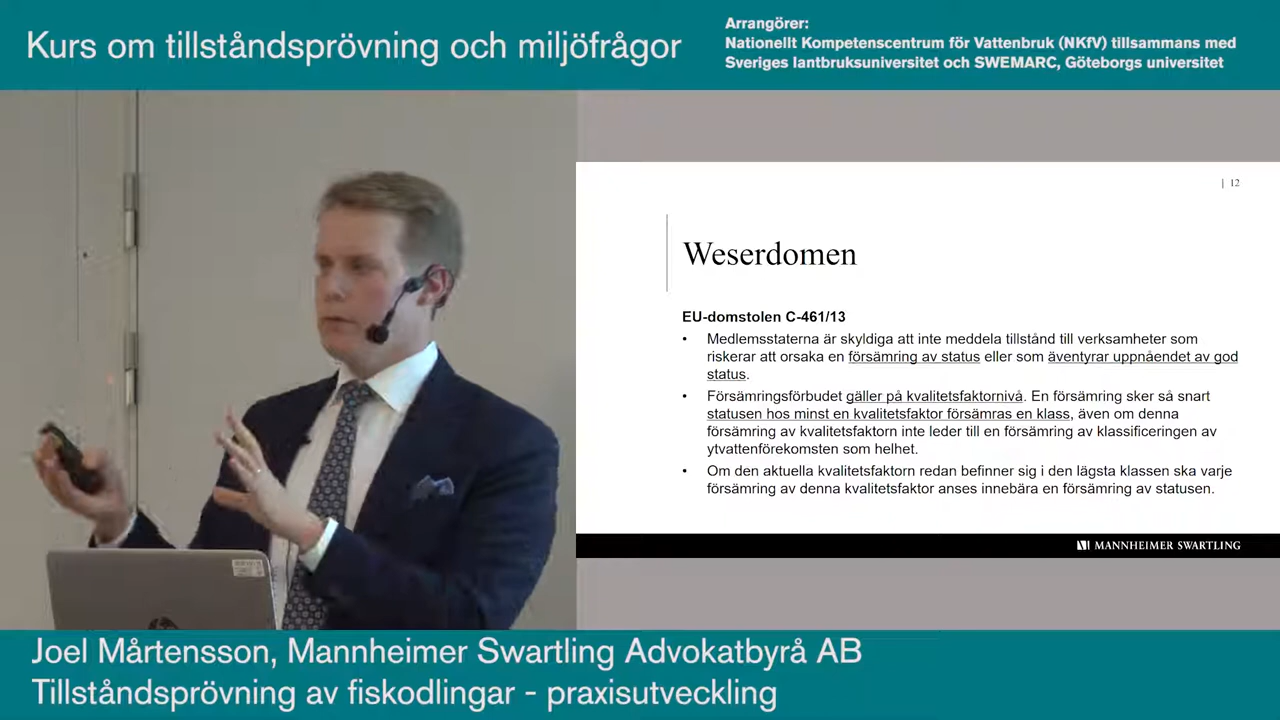 Kurs om tillståndsprövning och miljöfrågor
Arrangörer:
Nationellt Kompetenscentrum för Vattenbruk (NKfV) tillsammans med
Sveriges lantbruksuniversitet och SWEMARC, Göteborgs universitet
| 12
Weserdomen
EU-domstolen C-461/13
• Medlemsstaterna är skyldiga att inte meddela tillstånd till verksamheter som
riskerar att orsaka en försämring av status eller som äventyrar uppnåendet av god
status.
• Försämringsförbudet gäller på kvalitetsfaktornivå. En försämring sker så snart
statusen hos minst en kvalitetsfaktor försämras en klass, även om denna
försämring av kvalitetsfaktorn inte leder till en försämring av klassificeringen av
ytvattenförekomsten som helhet.
• Om den aktuella kvalitetsfaktorn redan befinner sig i den lägsta klassen ska varje
försämring av denna kvalitetsfaktor anses innebära en försämring av statusen.
MANNHEIMER SWARTLING
Joel Mårtensson, Mannheimer Swartling Advokatbyrå AB
Tillståndsprövning av fiskodlingar - praxisutveckling